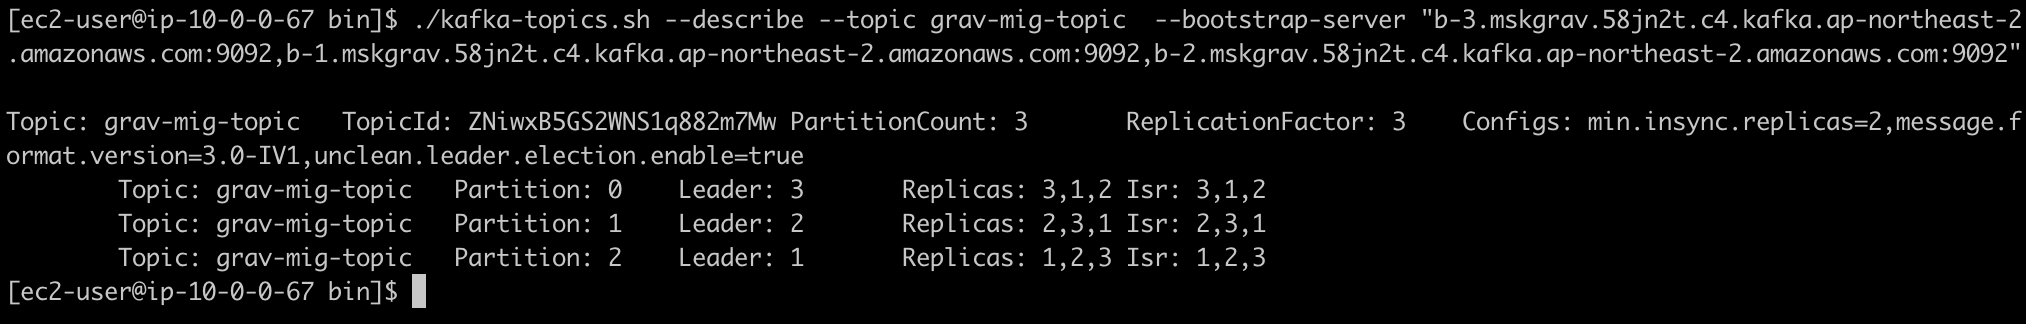 [ec2-user@ip-10-0-0-67 bin]$ ./kafka-topics.sh --describe --topic grav-mig-topic  --bootstrap-server "b-3.mskgrav.58jn2t.c4.kafka.ap-northeast-2
.amazonaws.com:9092,b-1.mskgrav.58jn2t.c4.kafka.ap-northeast-2.amazonaws.com:9092,b-2.mskgrav.58jn2t.c4.kafka.ap-northeast-2.amazonaws.com:9092"
Topic: grav-mig-topic   TopicId: ZNiwxB5GS2WNS1q882m7Mw PartitionCount: 3       ReplicationFactor: 3    Configs: min.insync.replicas=2,message.f
ormat.version=3.0-IV1,unclean.leader.election.enable=true
        Topic: grav-mig-topic   Partition: 0    Leader: 3       Replicas: 3,1,2 Isr: 3,1,2
        Topic: grav-mig-topic   Partition: 1    Leader: 2       Replicas: 2,3,1 Isr: 2,3,1
        Topic: grav-mig-topic   Partition: 2    Leader: 1       Replicas: 1,2,3 Isr: 1,2,3
[ec2-user@ip-10-0-0-67 bin]$